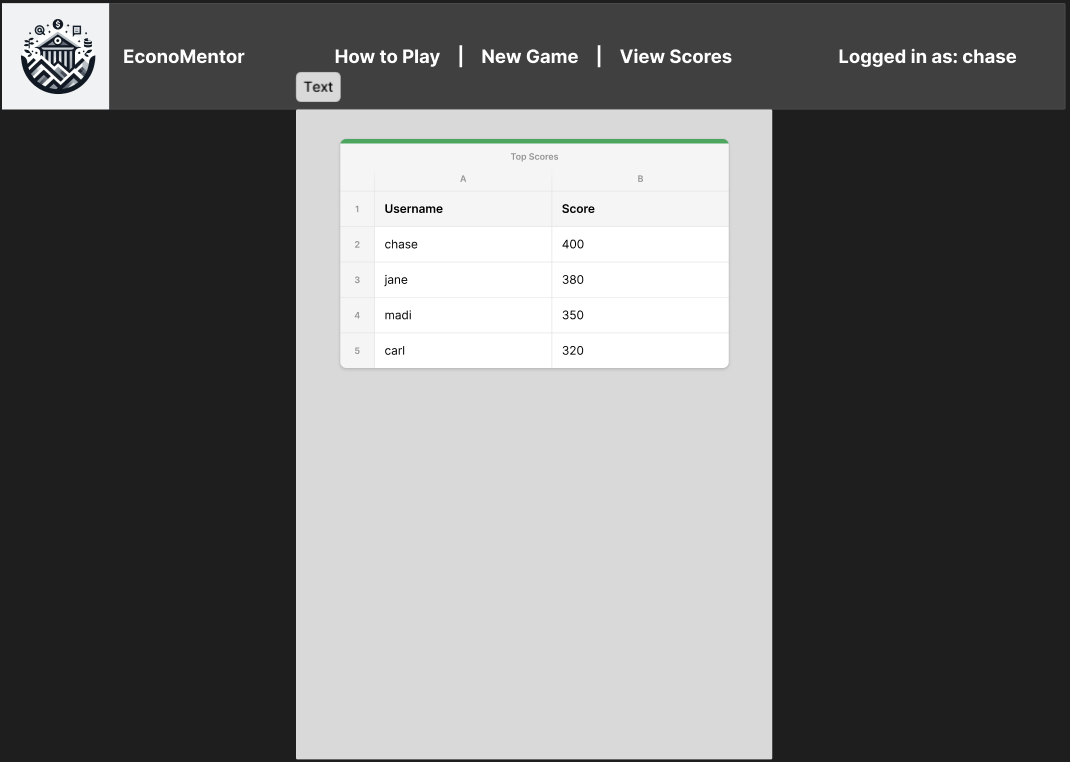 EconoMentor How to Play | New Game | View Scores Logged in as: chase
Text
Top Scores
A B
1 Username Score
2 chase 400
3 jane 380
4 madi 350
5 carl 320